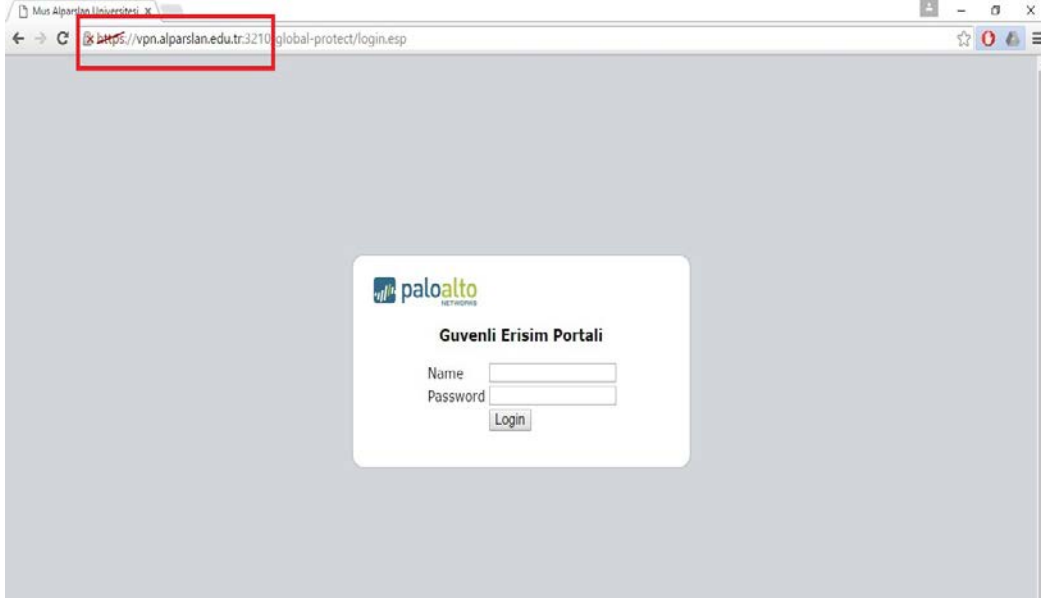 Mus Alparslan Universitesi
https://vpn.alparslan.edu.tr:3210/global-protect/login.esp
paloalto
NETWORKS
Guvenli Erisim Portali
Name
Password
Login